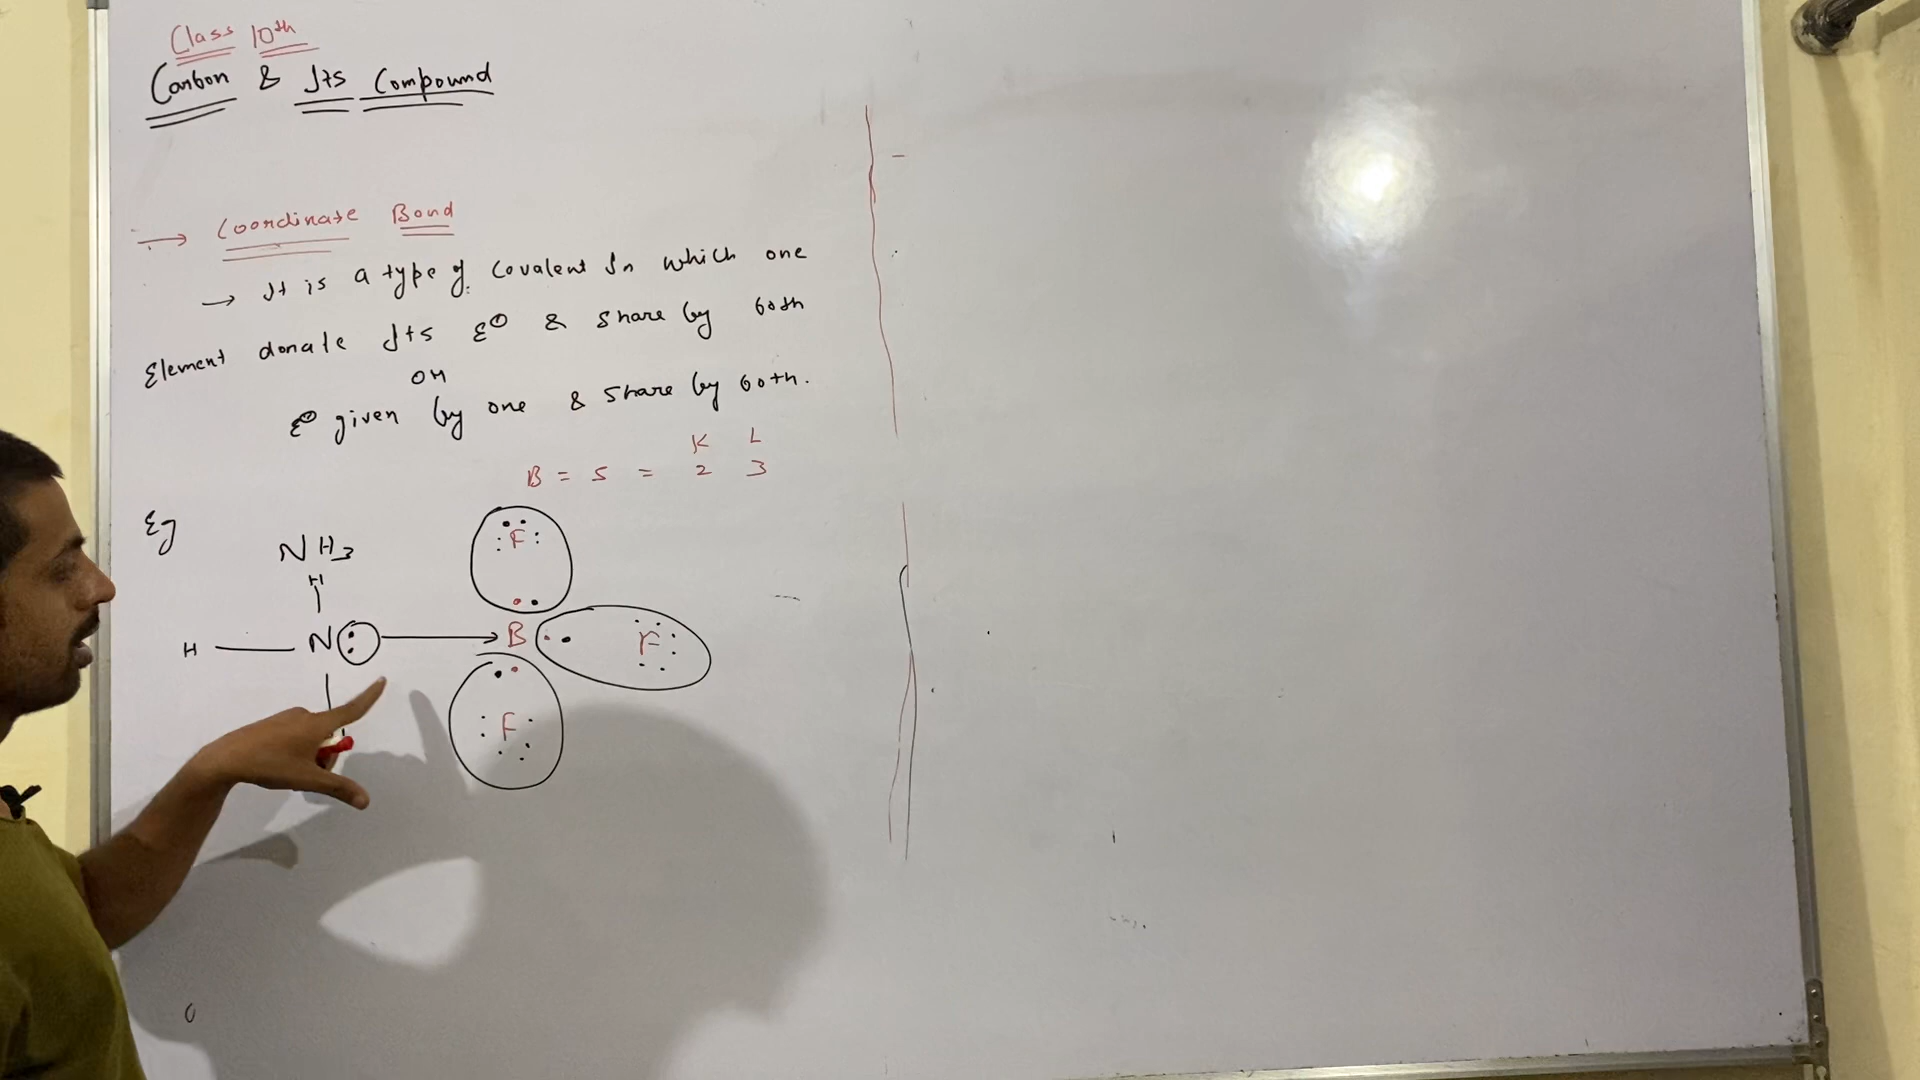 Class 10th
Carbon & Its Compound
→ Coordinate Bond
→ It is a type of covalent In which one
Element donate Its e⊖ & share by both
OR
e⊖ given by one & share by both.
K L
B = 5 = 2 3
Eg
NH3
F
H
H N : → B F
F